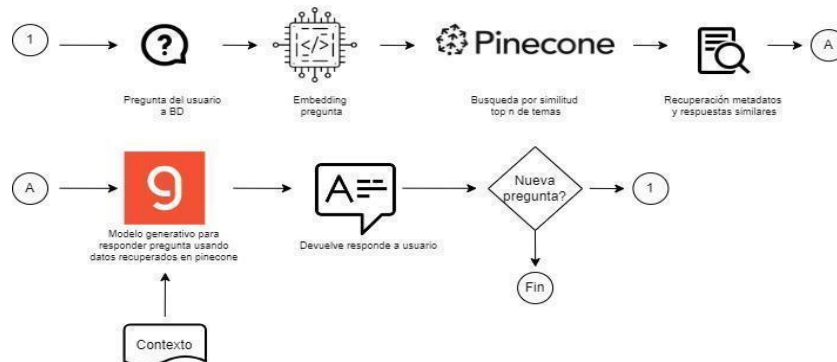 1
?
</>
Pinecone
A
Pregunta del usuario
a BD
Embedding
pregunta
Busqueda por similitud
top n de temas
Recuperación metadatos
y respuestas similares
A
g
A
Nueva
pregunta?
1
Modelo generativo para
responder pregunta usando
datos recuperados en pinecone
Devuelve responde a usuario
Fin
Contexto